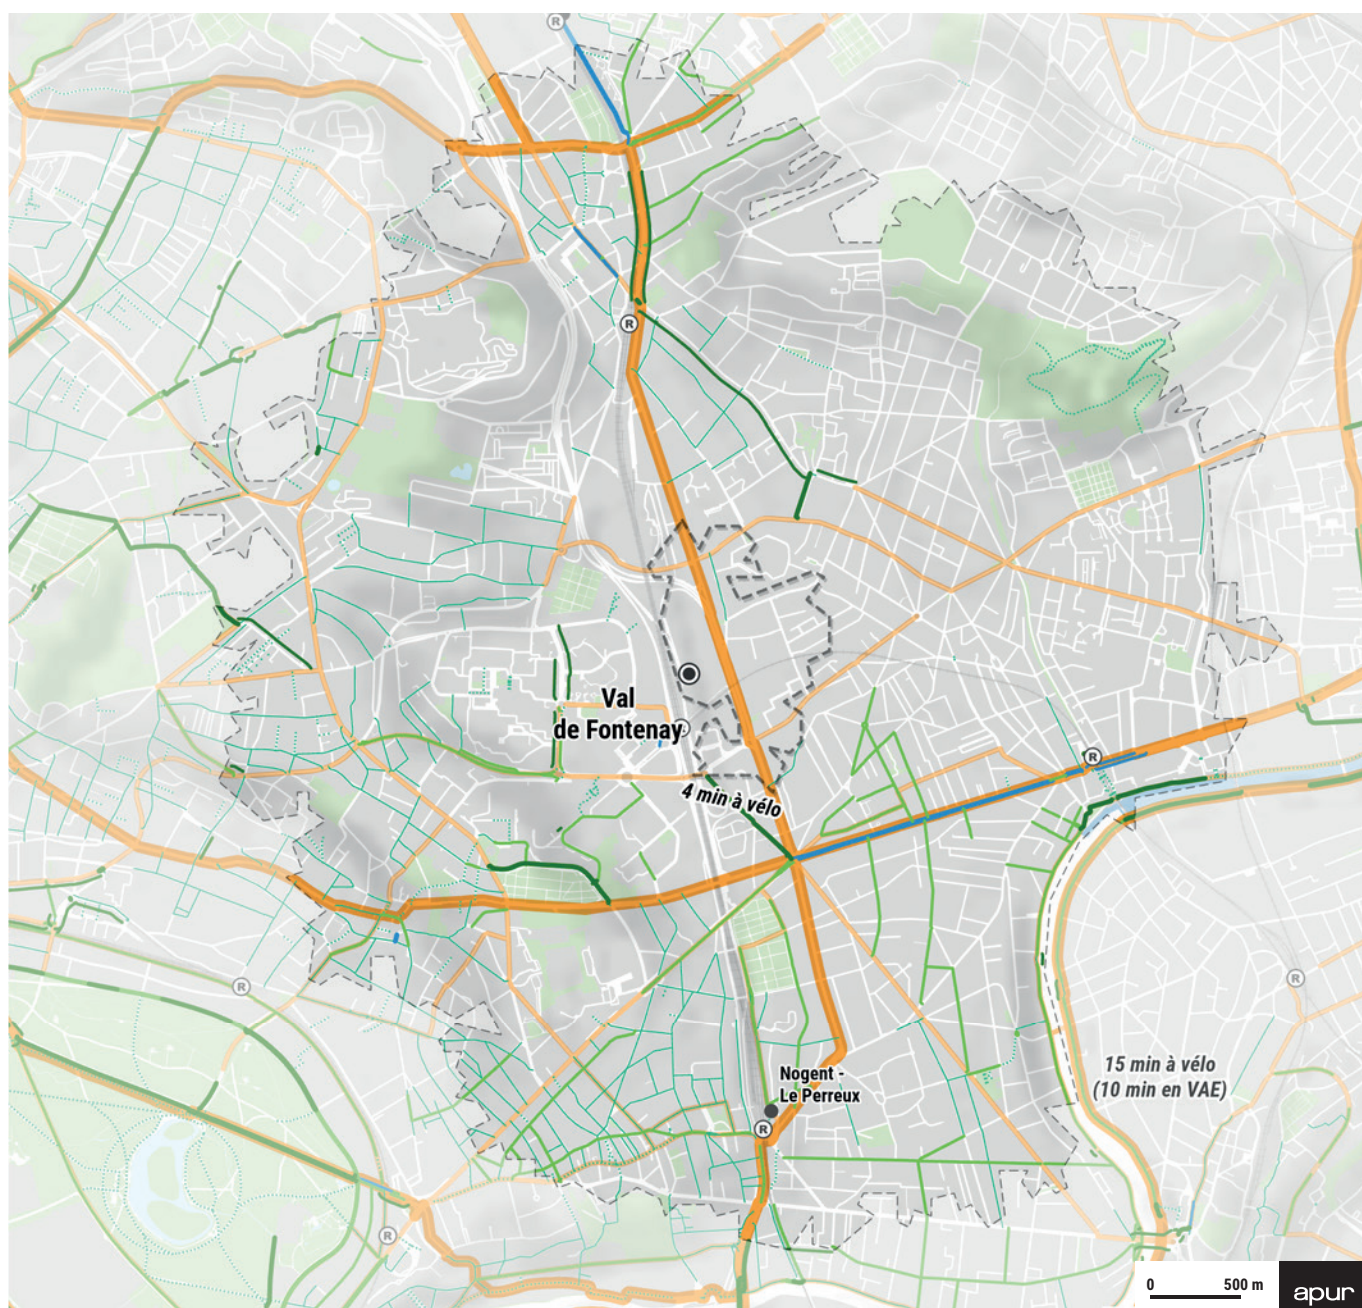 R
R
Val
de Fontenay
4 min à vélo
R
R
R
15 min à vélo
(10 min en VAE)
Nogent -
Le Perreux
R
R
0 500 m
apur